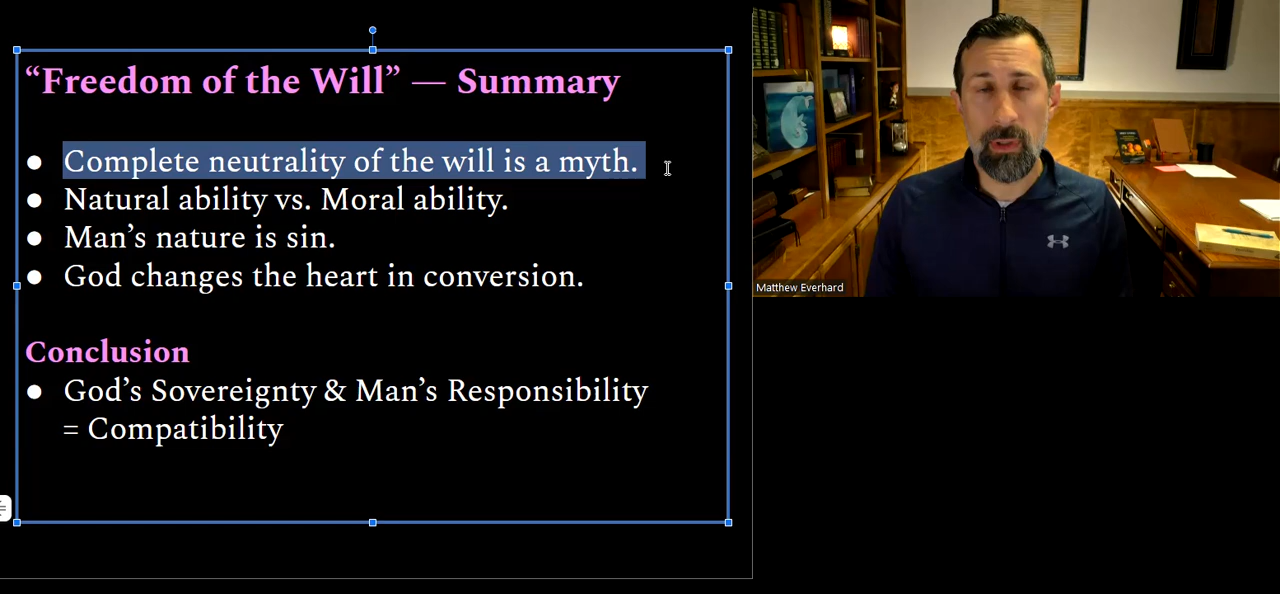 “Freedom of the Will” — Summary
● Complete neutrality of the will is a myth.
● Natural ability vs. Moral ability.
● Man’s nature is sin.
● God changes the heart in conversion.
Conclusion
● God’s Sovereignty & Man’s Responsibility
= Compatibility
Matthew Everhard